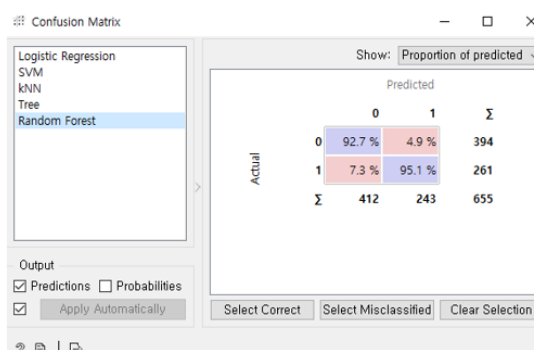 Confusion Matrix
Logistic Regression
SVM
kNN
Tree
Random Forest
Output
Predictions Probabilities
Apply Automatically
Show: Proportion of predicted
Predicted
0 1 Σ
Actual
0 92.7 % 4.9 % 394
1 7.3 % 95.1 % 261
Σ 412 243 655
Select Correct Select Misclassified Clear Selection